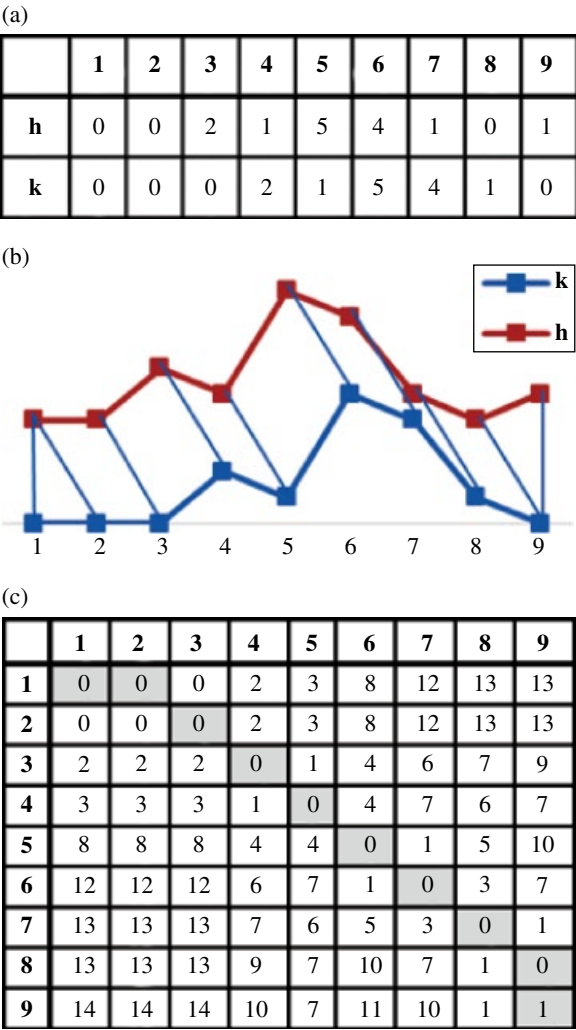 (a)
1 2 3 4 5 6 7 8 9
h 0 0 2 1 5 4 1 0 1
k 0 0 0 2 1 5 4 1 0
(b)
k
h
1 2 3 4 5 6 7 8 9
(c)
1 2 3 4 5 6 7 8 9
1 0 0 0 2 3 8 12 13 13
2 0 0 0 2 3 8 12 13 13
3 2 2 2 0 1 4 6 7 9
4 3 3 3 1 0 4 7 6 7
5 8 8 8 4 4 0 1 5 10
6 12 12 12 6 7 1 0 3 7
7 13 13 13 7 6 5 3 0 1
8 13 13 13 9 7 10 7 1 0
9 14 14 14 10 7 11 10 1 1